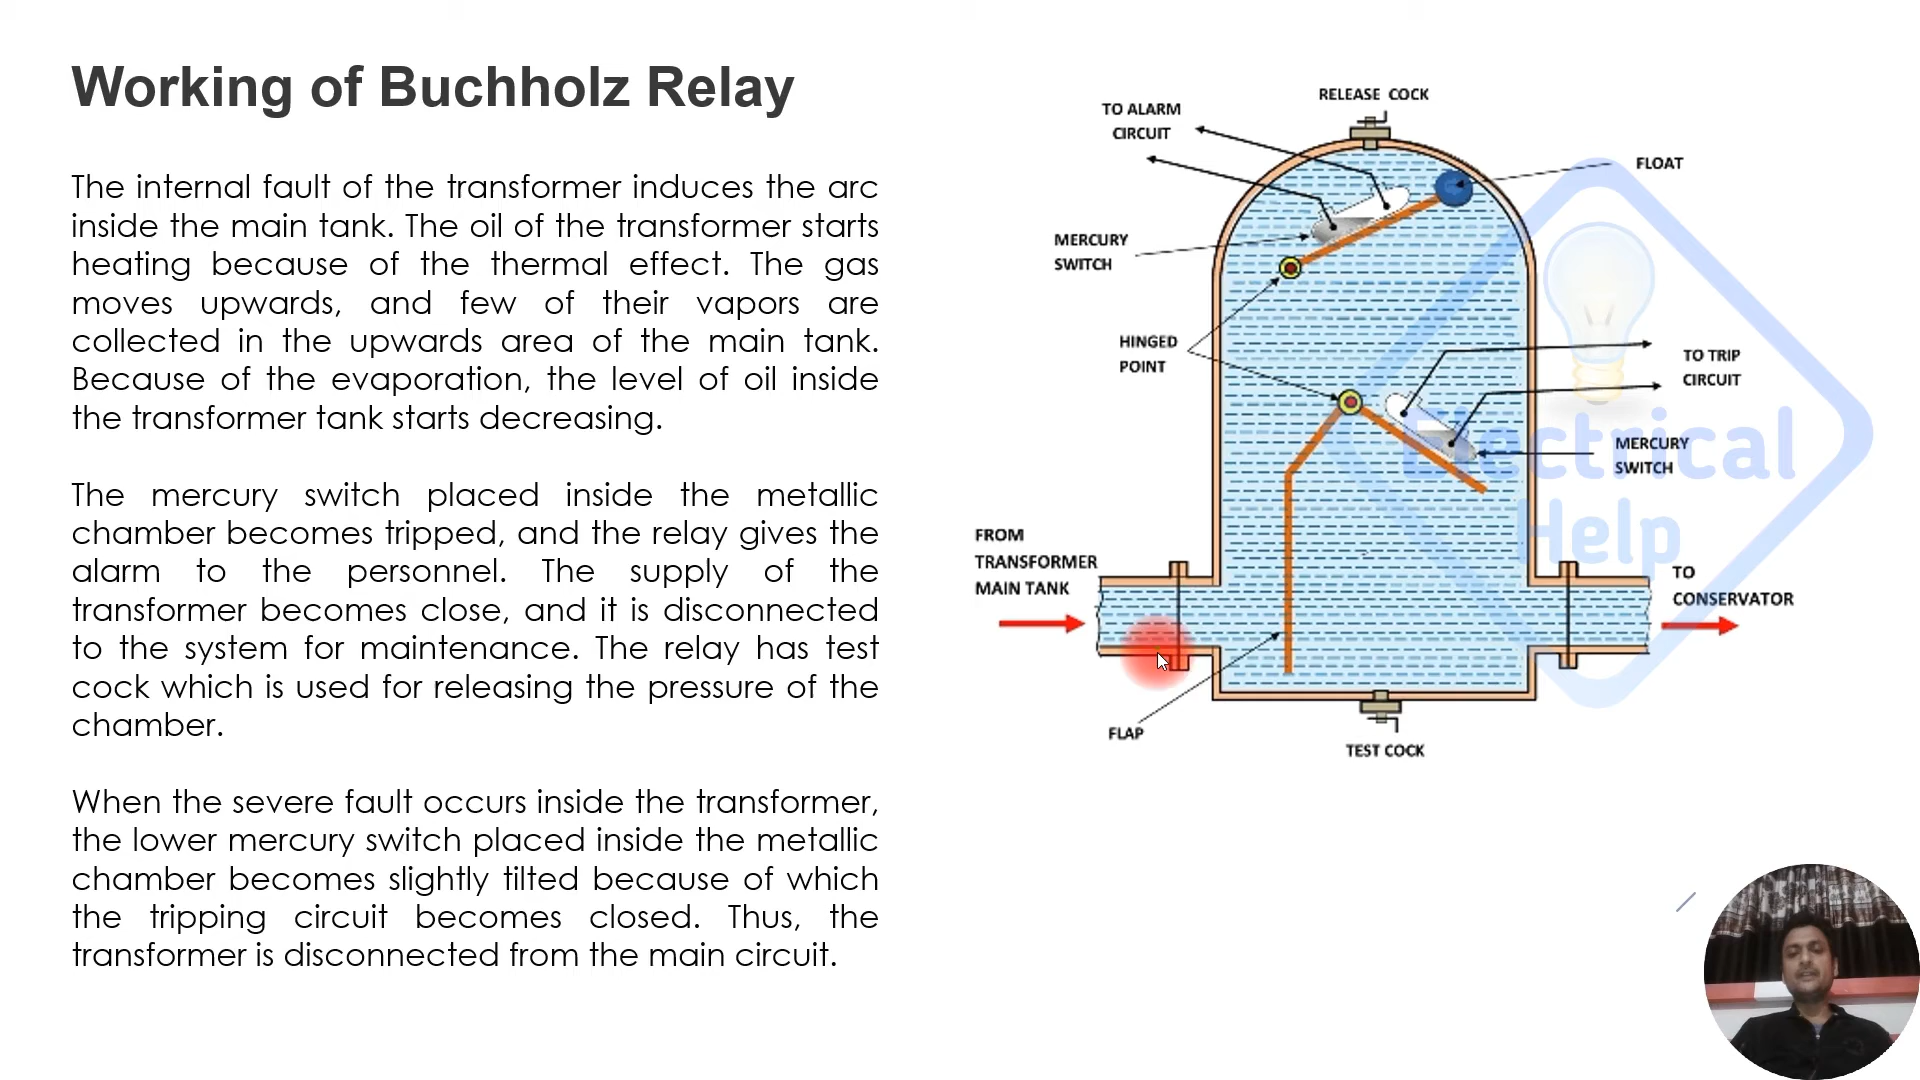 Working of Buchholz Relay
The internal fault of the transformer induces the arc
inside the main tank. The oil of the transformer starts
heating because of the thermal effect. The gas
moves upwards, and few of their vapors are
collected in the upwards area of the main tank.
Because of the evaporation, the level of oil inside
the transformer tank starts decreasing.
The mercury switch placed inside the metallic
chamber becomes tripped, and the relay gives the
alarm to the personnel. The supply of the
transformer becomes close, and it is disconnected
to the system for maintenance. The relay has test
cock which is used for releasing the pressure of the
chamber.
When the severe fault occurs inside the transformer,
the lower mercury switch placed inside the metallic
chamber becomes slightly tilted because of which
the tripping circuit becomes closed. Thus, the
transformer is disconnected from the main circuit.
RELEASE COCK
TO ALARM
CIRCUIT
FLOAT
MERCURY
SWITCH
HINGED
POINT
TO TRIP
CIRCUIT
MERCURY
SWITCH
Electrical
Help
FROM
TRANSFORMER
MAIN TANK
TO
CONSERVATOR
FLAP
TEST COCK